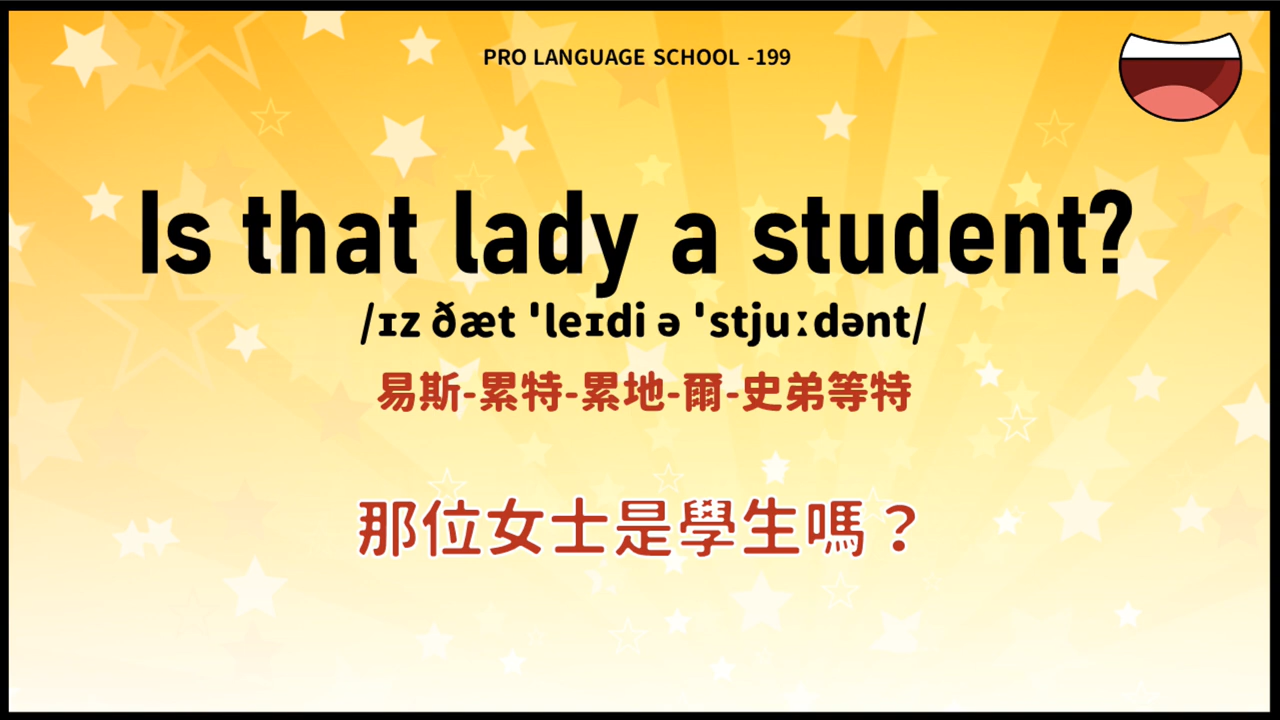 PRO LANGUAGE SCHOOL -199
Is that lady a student?
/ɪz ðæt ˈleɪdi ə ˈstjuːdənt/
易斯-累特-累地-爾-史弟等特
那位女士是學生嗎？